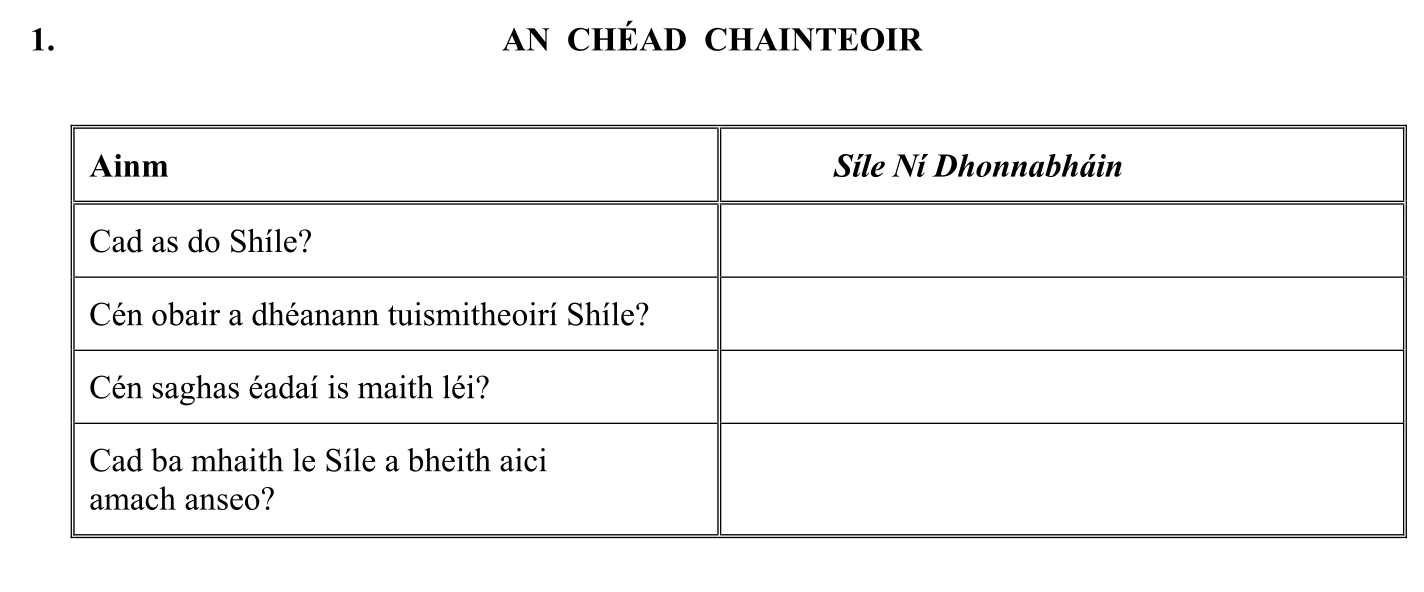 1. AN CHÉAD CHAINTEOIR
Ainm Síle Ní Dhonnabháin
Cad as do Shíle?
Cén obair a dhéanann tuismitheoirí Shíle?
Cén saghas éadaí is maith léi?
Cad ba mhaith le Síle a bheith aici
amach anseo?